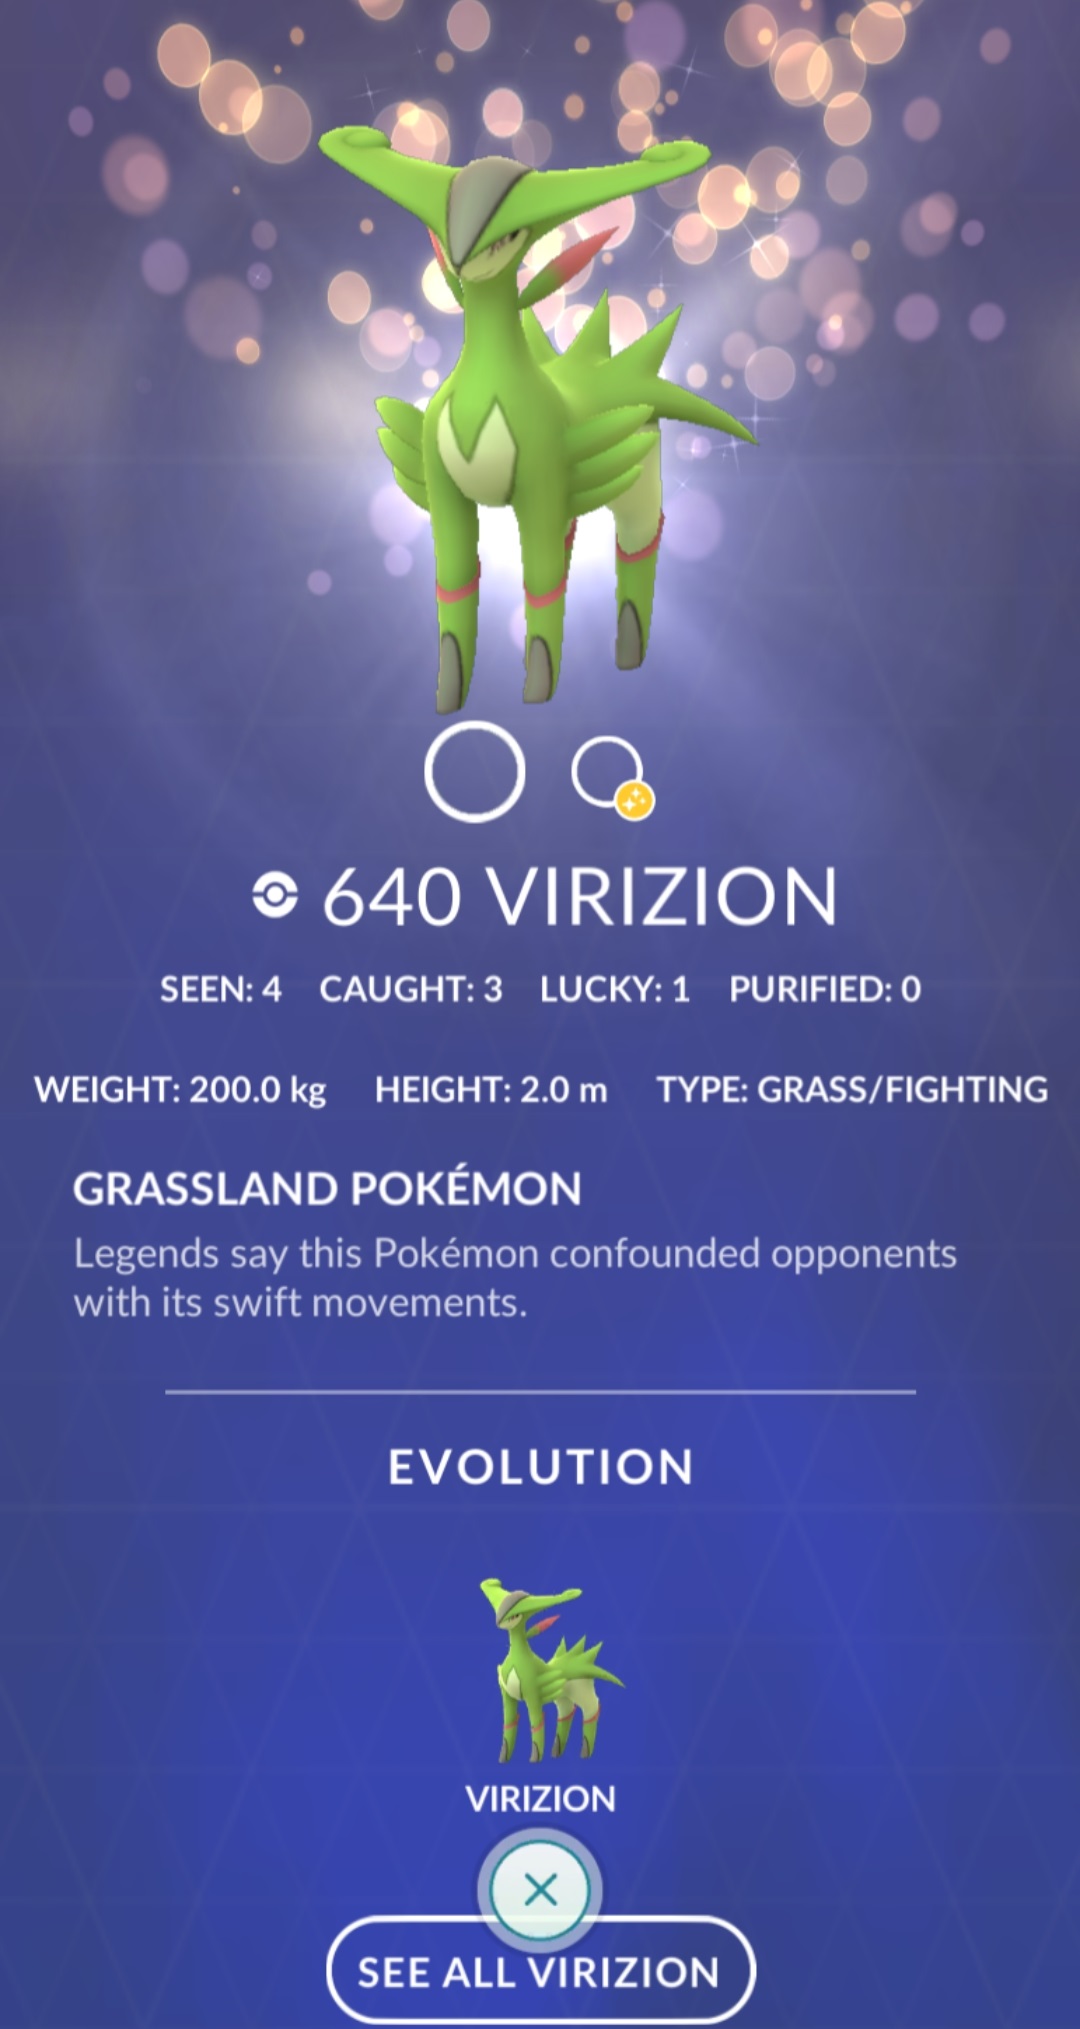 640 VIRIZION
SEEN: 4 CAUGHT: 3 LUCKY: 1 PURIFIED: 0
WEIGHT: 200.0 kg HEIGHT: 2.0 m TYPE: GRASS/FIGHTING
GRASSLAND POKÉMON
Legends say this Pokémon confounded opponents
with its swift movements.
EVOLUTION
VIRIZION
SEE ALL VIRIZION